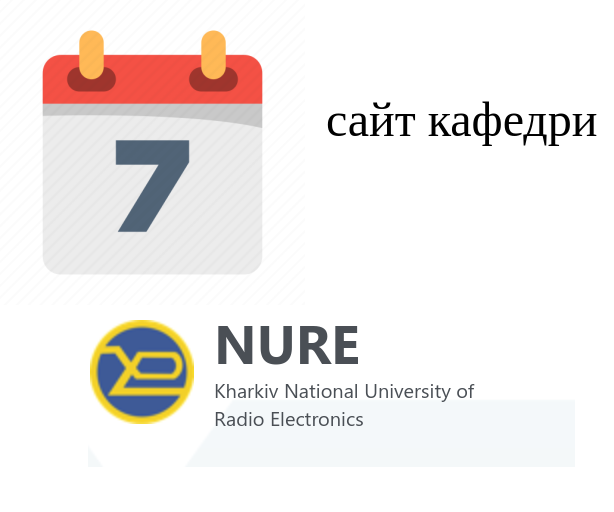 7
сайт кафедри
NURE
Kharkiv National University of
Radio Electronics